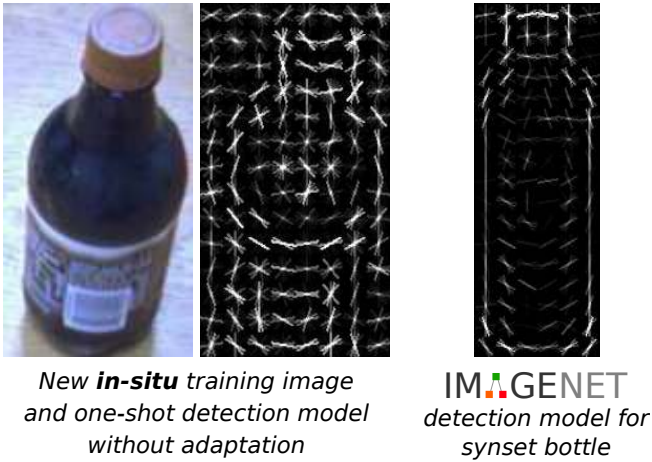 New in-situ training image
and one-shot detection model
without adaptation
IMAGENET
detection model for
synset bottle